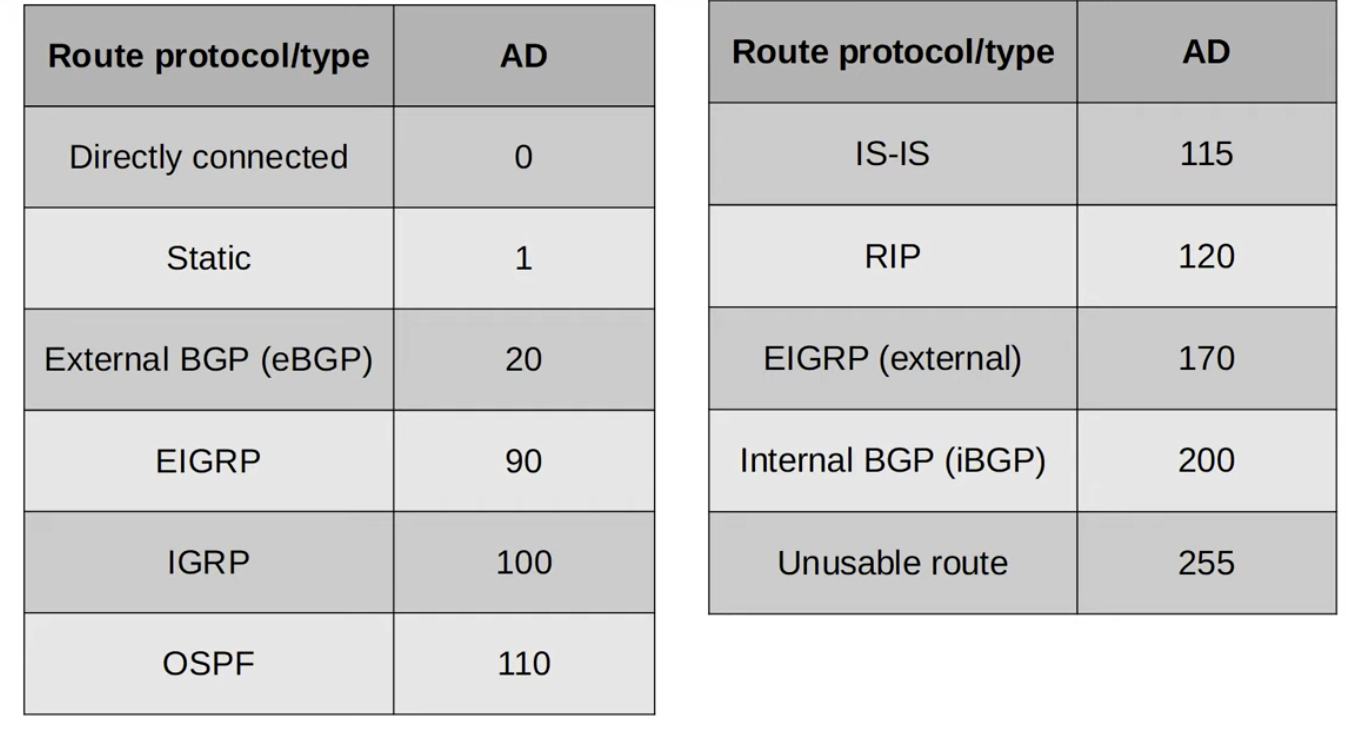 Route protocol/type AD
Directly connected 0
Static 1
External BGP (eBGP) 20
EIGRP 90
IGRP 100
OSPF 110
Route protocol/type AD
IS-IS 115
RIP 120
EIGRP (external) 170
Internal BGP (iBGP) 200
Unusable route 255